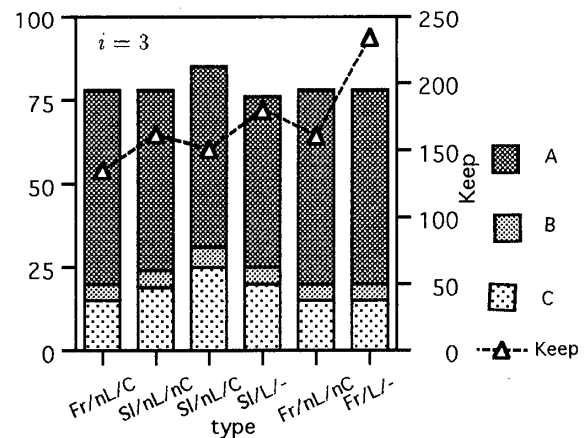 100
75
50
25
0
i = 3
250
200
150
100
50
0
Keep
Fr/nL/C
Sl/nL/nC
Sl/nL/C
Sl/L/-
Fr/nL/nC
Fr/L/-
type
A
B
C
Keep